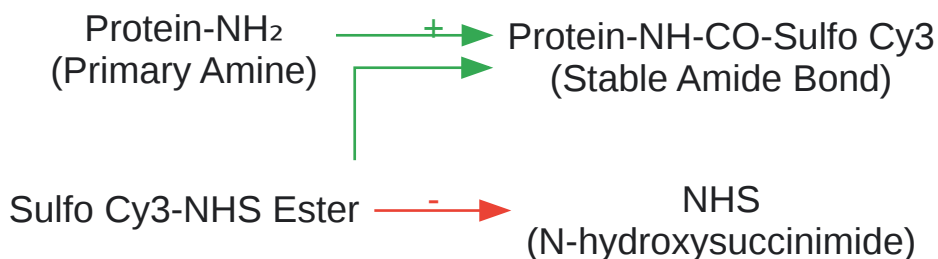 Protein-NH₂
(Primary Amine)
+
Protein-NH-CO-Sulfo Cy3
(Stable Amide Bond)
Sulfo Cy3-NHS Ester
-
NHS
(N-hydroxysuccinimide)